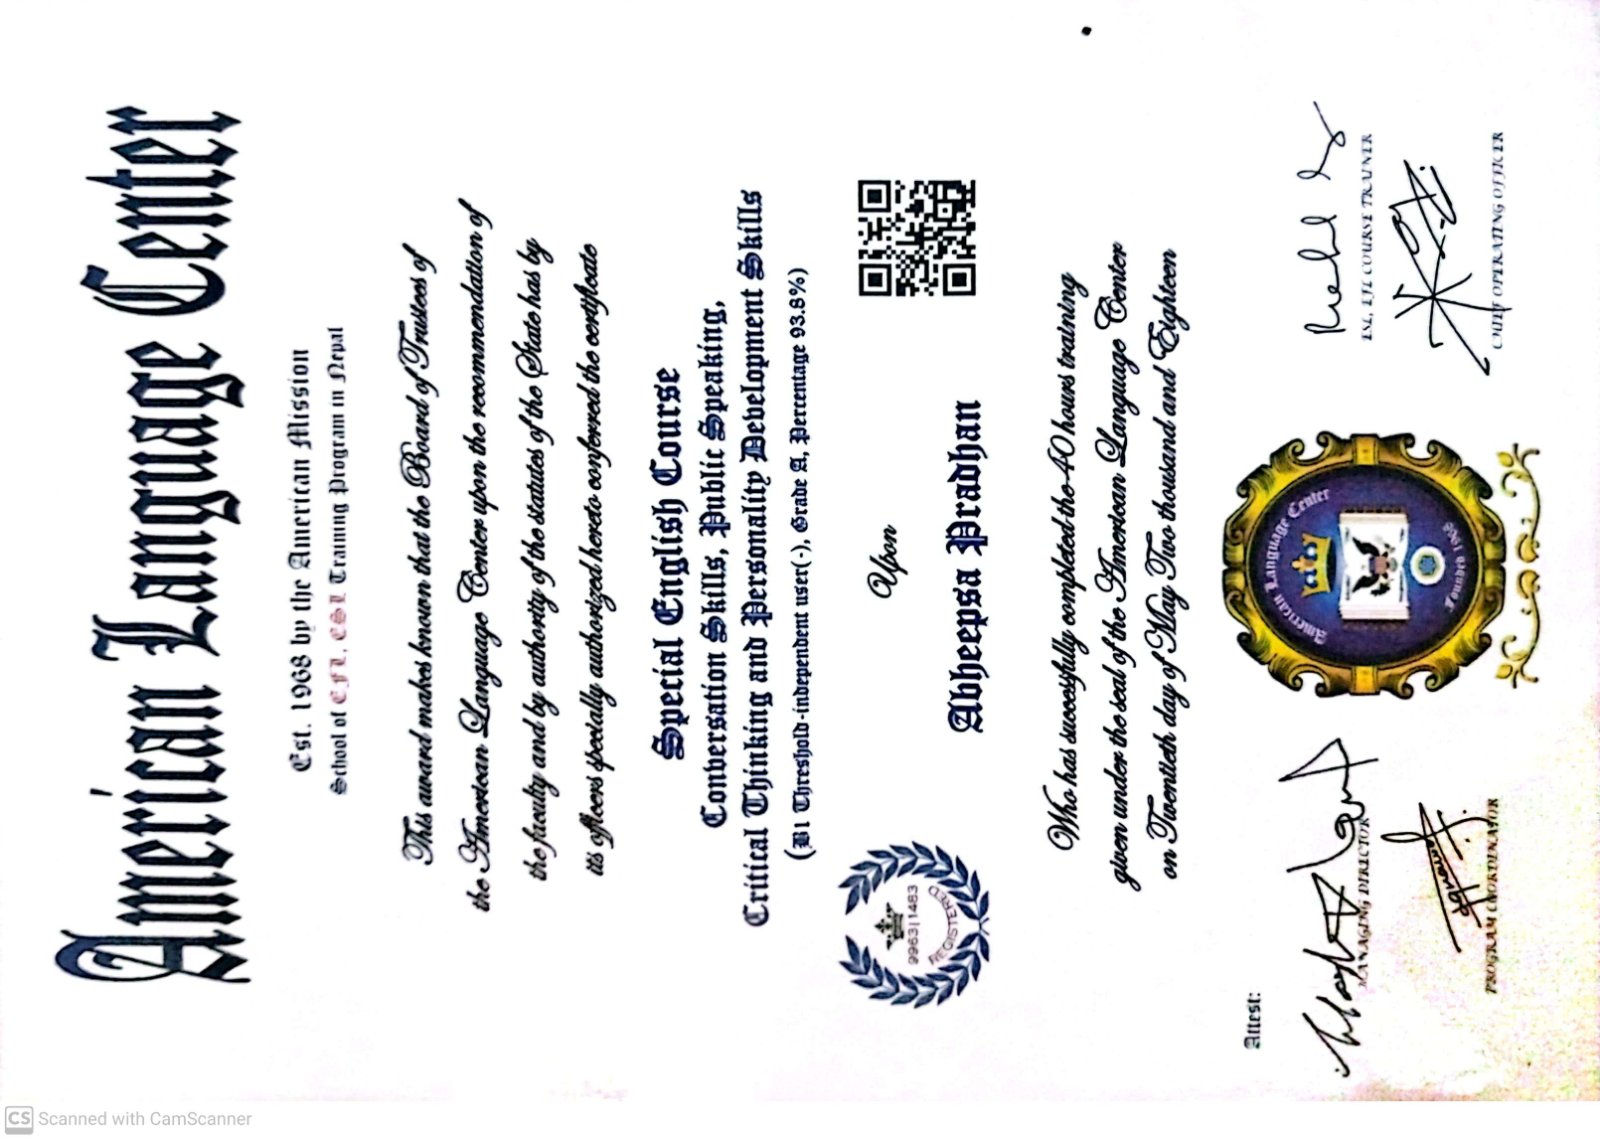 CS Scanned with CamScanner
American Language Center
Est. 1968 by the American Mission
School of EFL, ESL Training Program in Nepal
This award makes known that the Board of Trustees of
the American Language Center upon the recommendation of
the faculty and by authority of the statutes of the State has by
its officers specially authorized hereto conferred the certificate
Special English Course
Conversation Skills, Public Speaking,
Critical Thinking and Personality Development Skills
(B1 Threshold-independent user(-), Grade A, Percentage 93.8%)
9963|1483
REGISTERED
Upon
Abheepsa Pradhan
Who has successfully completed the 40 hours training
given under the seal of the American Language Center
on Twentieth day of May Two thousand and Eighteen
Attest:
American Language Center
Founded 1968
MANAGING DIRECTOR
ESL, EFL COURSE TRAINER
PROGRAM COORDINATOR
CHIEF OPERATING OFFICER